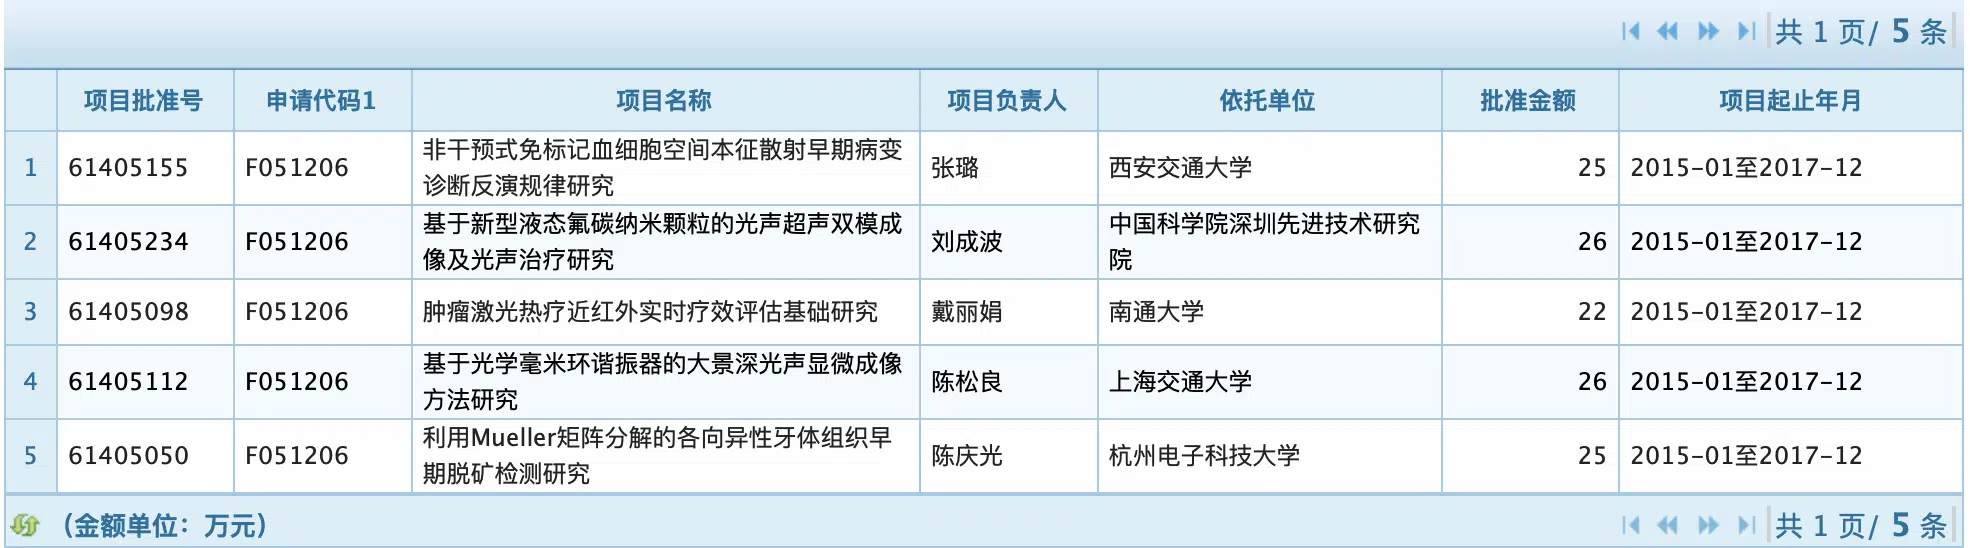 共 1 页/ 5 条
项目批准号 申请代码1 项目名称 项目负责人 依托单位 批准金额 项目起止年月
1 61405155 F051206 非干预式免标记血细胞空间本征散射早期病变 张璐 西安交通大学 25 2015-01至2017-12
诊断反演规律研究
2 61405234 F051206 基于新型液态氟碳纳米颗粒的光声超声双模成 刘成波 中国科学院深圳先进技术研究 26 2015-01至2017-12
像及光声治疗研究 院
3 61405098 F051206 肿瘤激光热疗近红外实时疗效评估基础研究 戴丽娟 南通大学 22 2015-01至2017-12
4 61405112 F051206 基于光学毫米环谐振器的大景深光声显微成像 陈松良 上海交通大学 26 2015-01至2017-12
方法研究
5 61405050 F051206 利用Mueller矩阵分解的各向异性牙体组织早 陈庆光 杭州电子科技大学 25 2015-01至2017-12
期脱矿检测研究
（金额单位：万元） 共 1 页/ 5 条